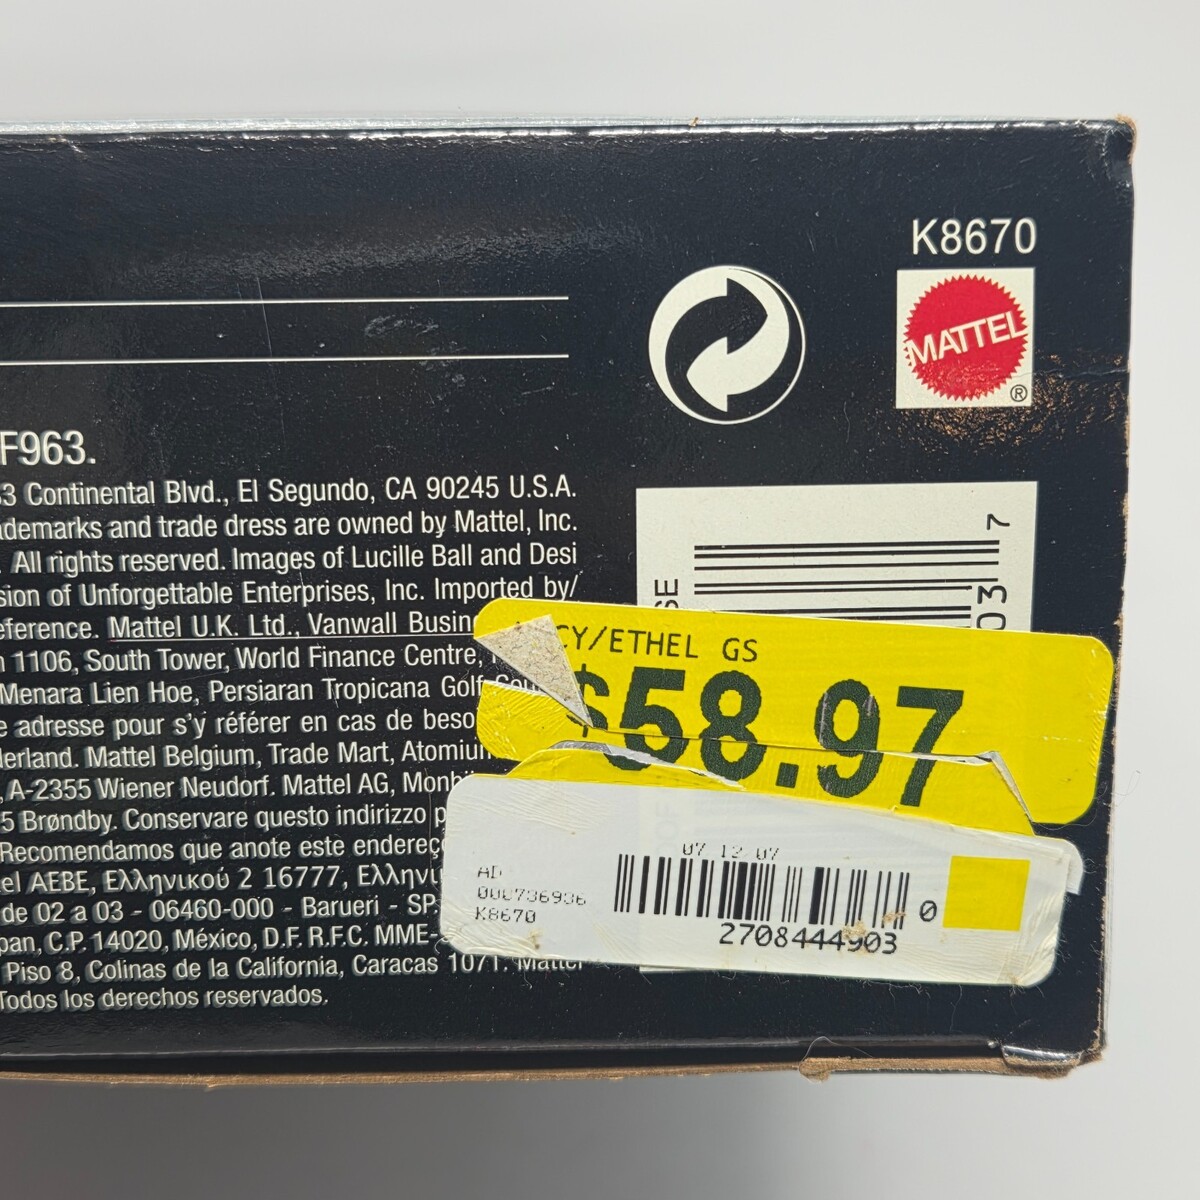 K8670
MATTEL
®
F963.
3 Continental Blvd., El Segundo, CA 90245 U.S.A.
ademarks and trade dress are owned by Mattel, Inc.
. All rights reserved. Images of Lucille Ball and Desi
sion of Unforgettable Enterprises, Inc. Imported by/
eference. Mattel U.K. Ltd., Vanwall Busin
1106, South Tower, World Finance Centre,
Menara Lien Hoe, Persiaran Tropicana Golf
e adresse pour s'y référer en cas de beso
derland. Mattel Belgium, Trade Mart, Atomium
, A-2355 Wiener Neudorf. Mattel AG, Monb
5 Brøndby. Conservare questo indirizzo p
Recomendamos que anote este endereç
el AEBE, Ελληνικού 2 16777, Ελλην
de 02 a 03 - 06460-000 - Barueri - SP.
pan, C.P. 14020, México, D.F. R.F.C. MME-
Piso 8, Colinas de la California, Caracas 1071. Mattel
Todos los derechos reservados.
SE
03 7
CY/ETHEL GS
$58.97
07 12 07
AD
000736936
K8670
2708444903 0